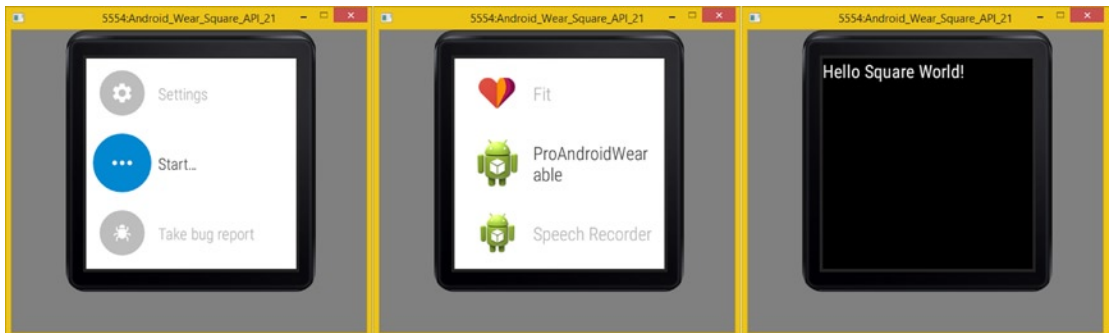 5554:Android_Wear_Square_API_21
Settings
Start...
Take bug report
5554:Android_Wear_Square_API_21
Fit
ProAndroidWear
able
Speech Recorder
5554:Android_Wear_Square_API_21
Hello Square World!